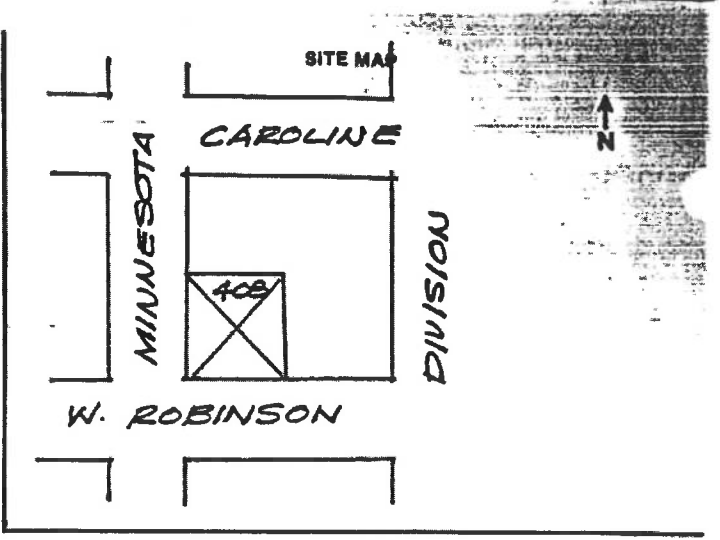 SITE MAP
CAROLINE
N
MINNESOTA
408
DIVISION
W. ROBINSON